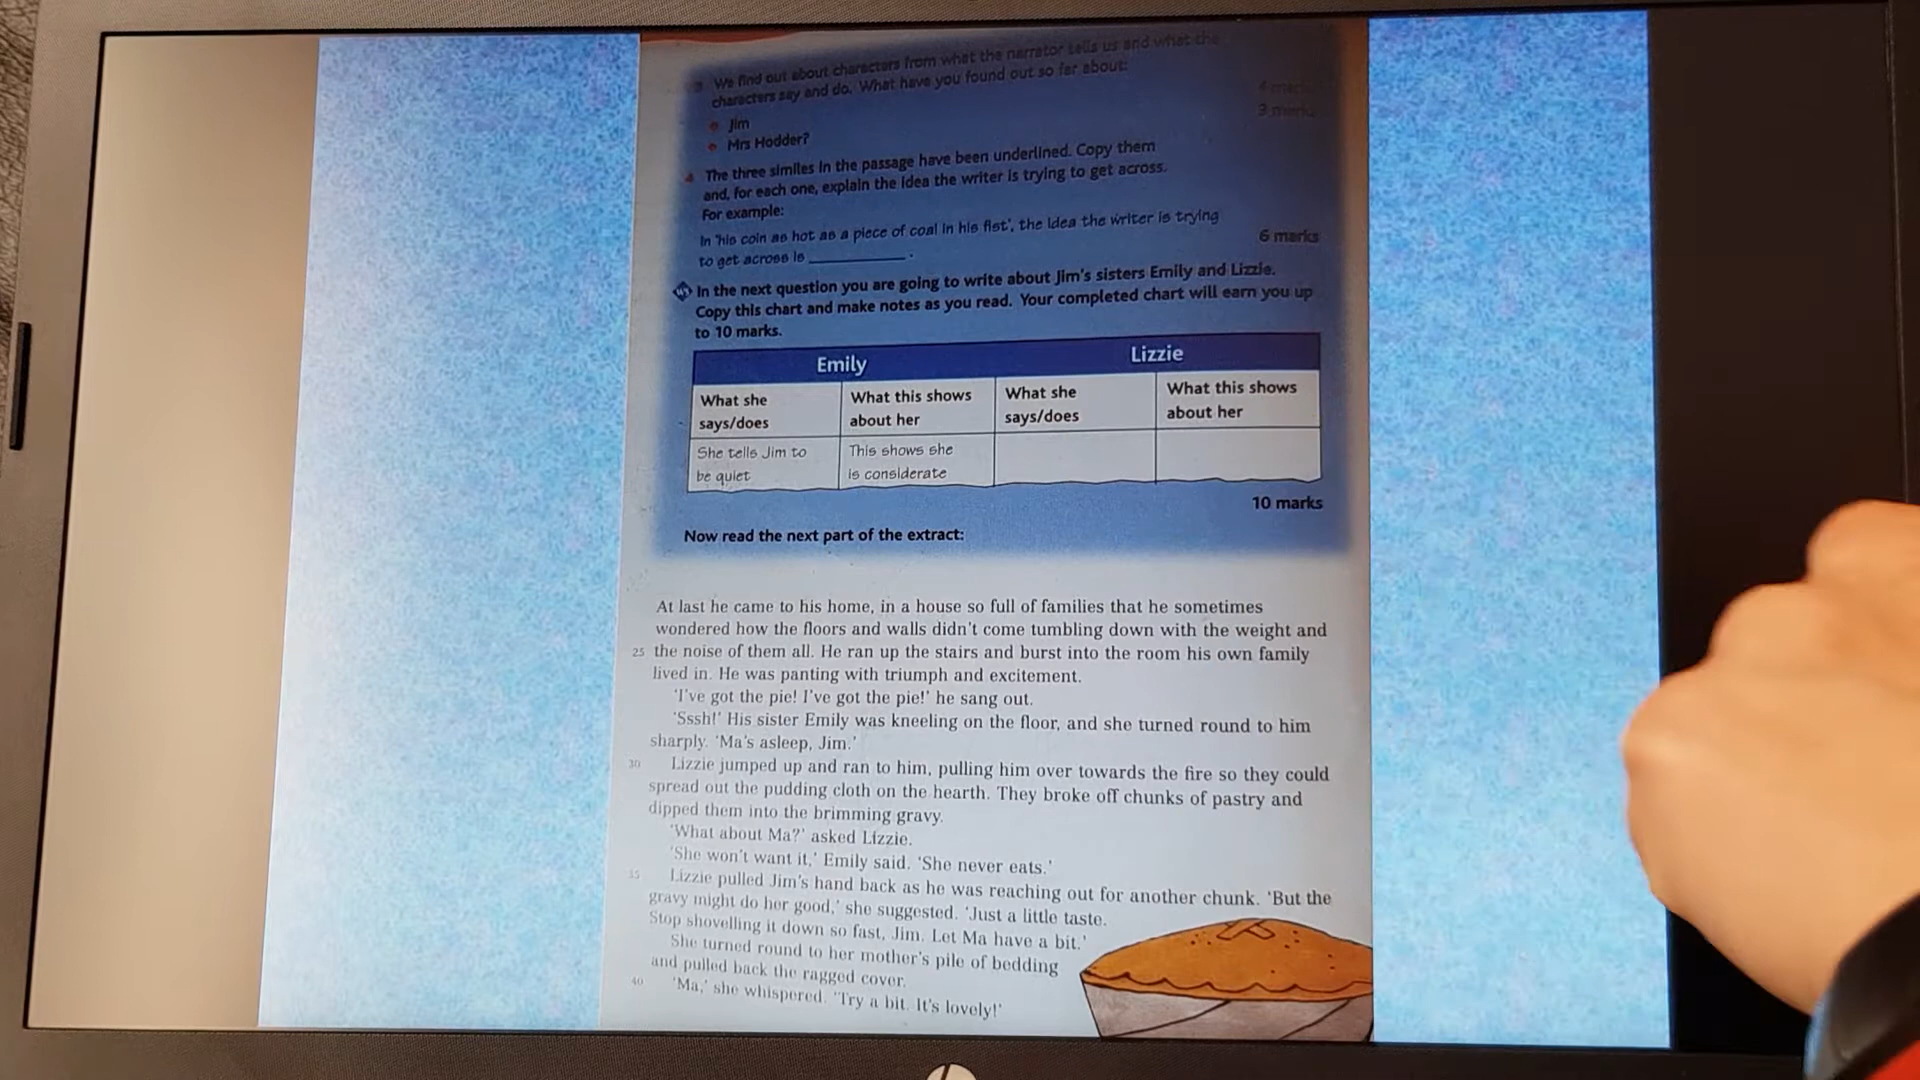 3 We find out about characters from what the narrator tells us and what the
characters say and do. What have you found out so far about:
• Jim
• Mrs Hodder?
4 marks
3 marks
4 The three similes in the passage have been underlined. Copy them
and, for each one, explain the idea the writer is trying to get across.
For example:
In 'his coin as hot as a piece of coal in his fist', the idea the writer is trying
to get across is __________.
6 marks
In the next question you are going to write about Jim's sisters Emily and Lizzie.
Copy this chart and make notes as you read. Your completed chart will earn you up
to 10 marks.
Emily Lizzie
What she says/does
What this shows about her
What she says/does
What this shows about her
She tells Jim to be quiet
This shows she is considerate
10 marks
Now read the next part of the extract:
At last he came to his home, in a house so full of families that he sometimes
wondered how the floors and walls didn't come tumbling down with the weight and
25 the noise of them all. He ran up the stairs and burst into the room his own family
lived in. He was panting with triumph and excitement.
'I've got the pie! I've got the pie!' he sang out.
'Sssh!' His sister Emily was kneeling on the floor, and she turned round to him
sharply. 'Ma's asleep, Jim.'
30 Lizzie jumped up and ran to him, pulling him over towards the fire so they could
spread out the pudding cloth on the hearth. They broke off chunks of pastry and
dipped them into the brimming gravy.
'What about Ma?' asked Lizzie.
'She won't want it,' Emily said. 'She never eats.'
35 Lizzie pulled Jim's hand back as he was reaching out for another chunk. 'But the
gravy might do her good,' she suggested. 'Just a little taste.
Stop shovelling it down so fast, Jim. Let Ma have a bit.'
She turned round to her mother's pile of bedding
and pulled back the ragged cover.
40 'Ma,' she whispered. 'Try a bit. It's lovely!'